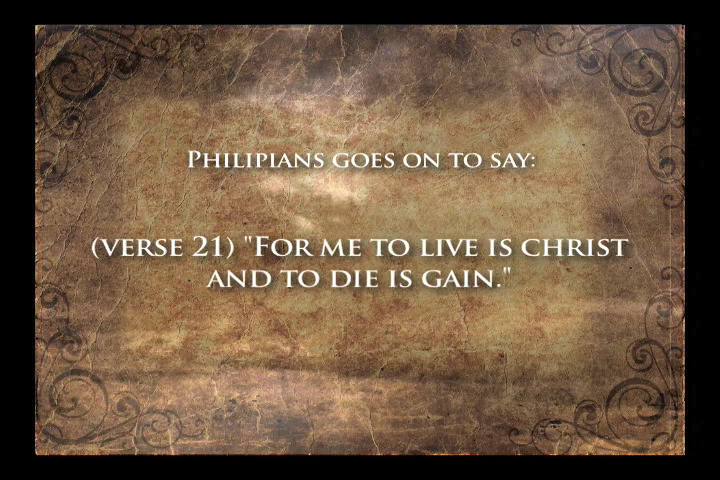 Philipians goes on to say:
(verse 21) "For me to live is christ
and to die is gain."